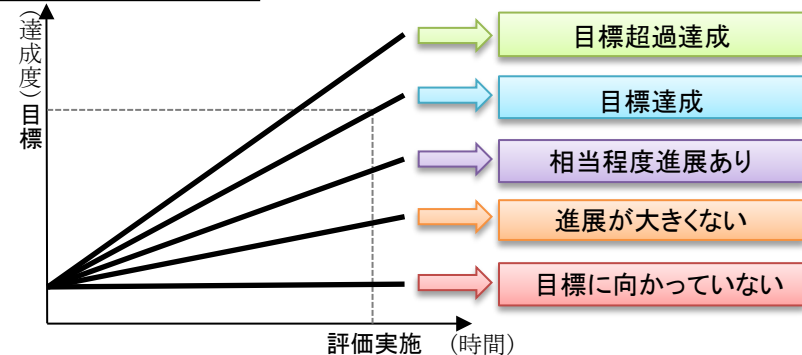 （達成度）目標
目標超過達成
目標達成
相当程度進展あり
進展が大きくない
目標に向かっていない
評価実施 （時間）